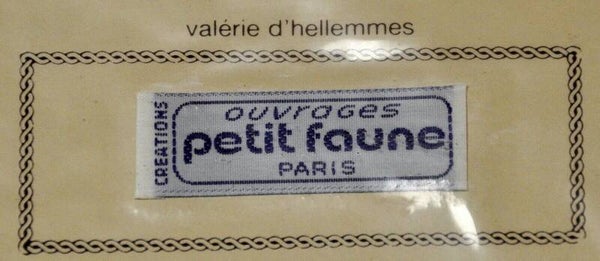 valérie d'hellemmes
CREATIONS
ouvrages
petit faune
PARIS